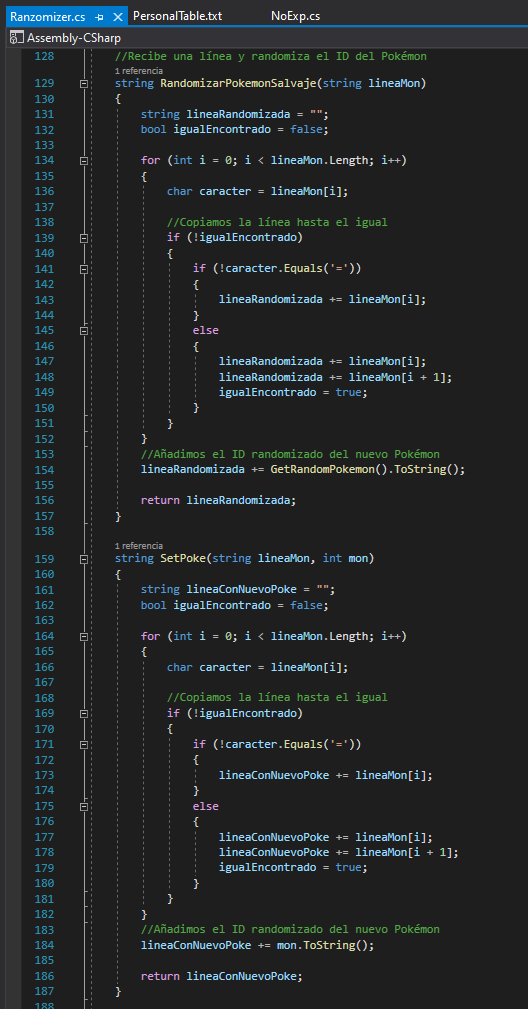 Ranzomizer.cs PersonalTable.txt NoExp.cs
Assembly-CSharp
128 //Recibe una línea y randomiza el ID del Pokémon
1 referencia
129 string RandomizarPokemonSalvaje(string lineaMon)
130 {
131 string lineaRandomizada = "";
132 bool igualEncontrado = false;
133
134 for (int i = 0; i < lineaMon.Length; i++)
135 {
136 char caracter = lineaMon[i];
137
138 //Copiamos la línea hasta el igual
139 if (!igualEncontrado)
140 {
141 if (!caracter.Equals('='))
142 {
143 lineaRandomizada += lineaMon[i];
144 }
145 else
146 {
147 lineaRandomizada += lineaMon[i];
148 lineaRandomizada += lineaMon[i + 1];
149 igualEncontrado = true;
150 }
151 }
152 }
153 //Añadimos el ID randomizado del nuevo Pokémon
154 lineaRandomizada += GetRandomPokemon().ToString();
155
156 return lineaRandomizada;
157 }
158
1 referencia
159 string SetPoke(string lineaMon, int mon)
160 {
161 string lineaConNuevoPoke = "";
162 bool igualEncontrado = false;
163
164 for (int i = 0; i < lineaMon.Length; i++)
165 {
166 char caracter = lineaMon[i];
167
168 //Copiamos la línea hasta el igual
169 if (!igualEncontrado)
170 {
171 if (!caracter.Equals('='))
172 {
173 lineaConNuevoPoke += lineaMon[i];
174 }
175 else
176 {
177 lineaConNuevoPoke += lineaMon[i];
178 lineaConNuevoPoke += lineaMon[i + 1];
179 igualEncontrado = true;
180 }
181 }
182 }
183 //Añadimos el ID randomizado del nuevo Pokémon
184 lineaConNuevoPoke += mon.ToString();
185
186 return lineaConNuevoPoke;
187 }
188